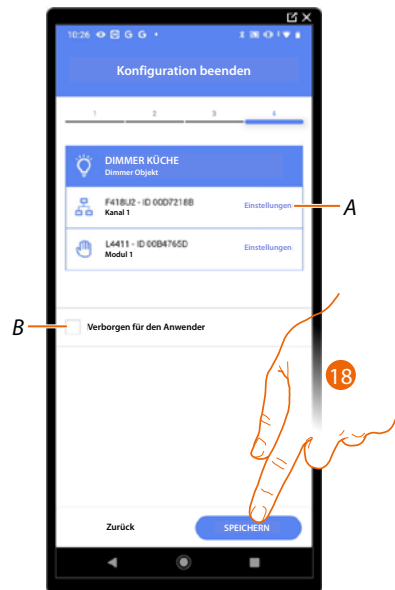 10:26 G G
Konfiguration beenden
1 2 3 4
DIMMER KÜCHE
Dimmer Objekt
F418U2 - ID 00D7218B
Kanal 1
Einstellungen
A
L4411 - ID 00B4765D
Modul 1
Einstellungen
B
Verborgen für den Anwender
18
Zurück
SPEICHERN